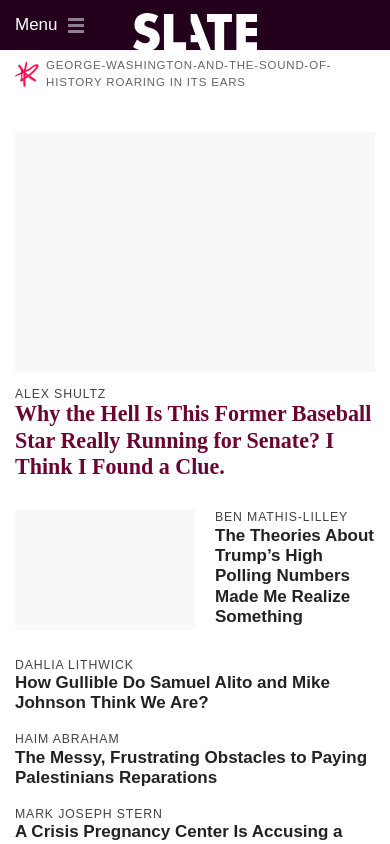 Menu
SLATE
GEORGE-WASHINGTON-AND-THE-SOUND-OF-
HISTORY ROARING IN ITS EARS
ALEX SHULTZ
Why the Hell Is This Former Baseball
Star Really Running for Senate? I
Think I Found a Clue.
BEN MATHIS-LILLEY
The Theories About
Trump’s High
Polling Numbers
Made Me Realize
Something
DAHLIA LITHWICK
How Gullible Do Samuel Alito and Mike
Johnson Think We Are?
HAIM ABRAHAM
The Messy, Frustrating Obstacles to Paying
Palestinians Reparations
MARK JOSEPH STERN
A Crisis Pregnancy Center Is Accusing a